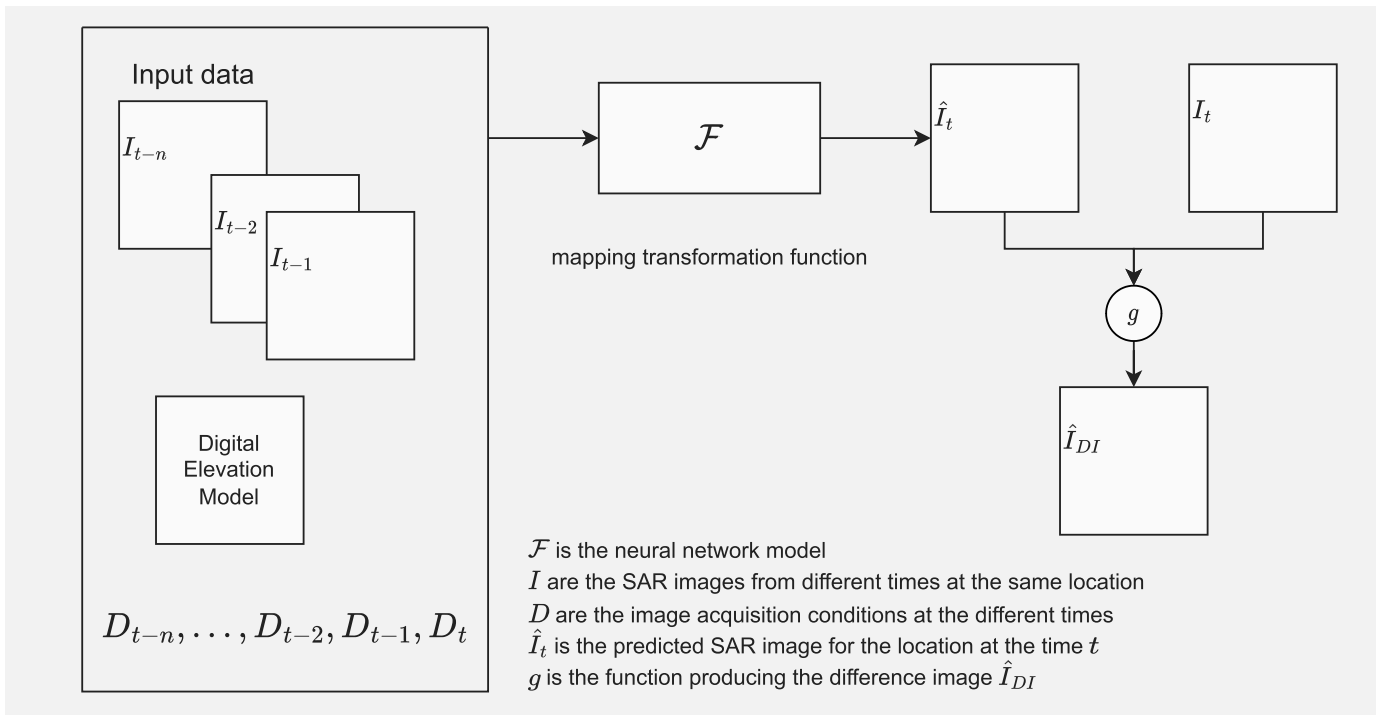 Input data
I_{t-n}
I_{t-2}
I_{t-1}
Digital
Elevation
Model
D_{t-n}, ..., D_{t-2}, D_{t-1}, D_t
ℱ
mapping transformation function
Î_t
I_t
g
Î_{DI}
ℱ is the neural network model
I are the SAR images from different times at the same location
D are the image acquisition conditions at the different times
Î_t is the predicted SAR image for the location at the time t
g is the function producing the difference image Î_{DI}